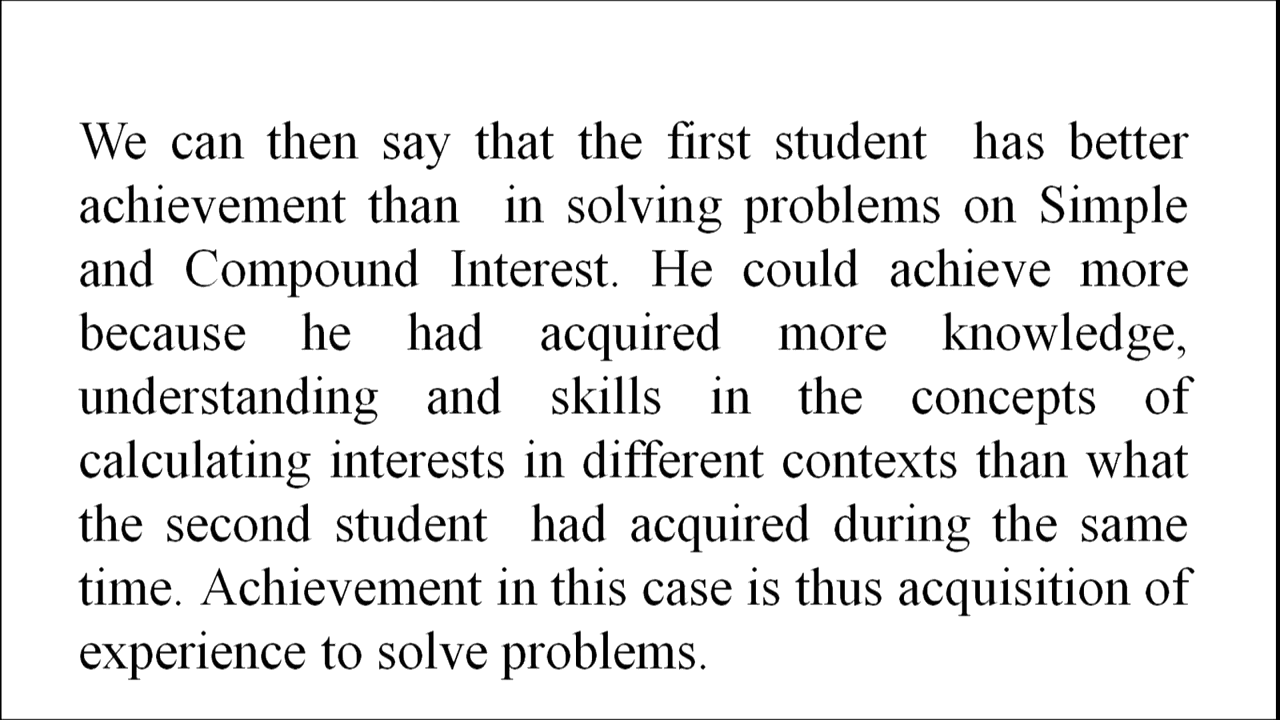 We can then say that the first student has better
achievement than in solving problems on Simple
and Compound Interest. He could achieve more
because he had acquired more knowledge,
understanding and skills in the concepts of
calculating interests in different contexts than what
the second student had acquired during the same
time. Achievement in this case is thus acquisition of
experience to solve problems.